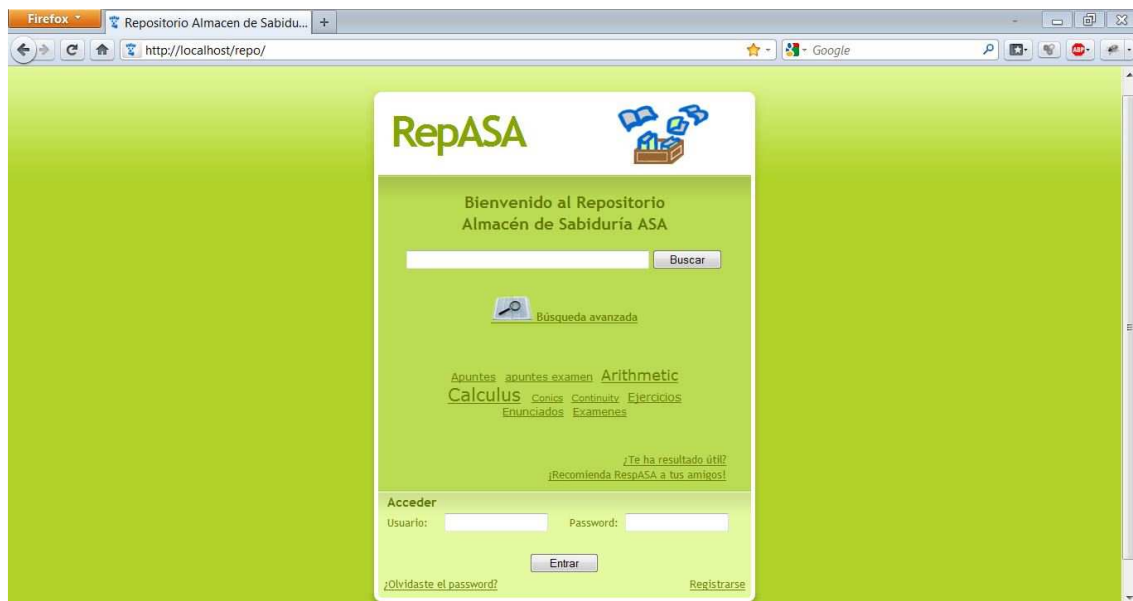 Firefox
Repositorio Almacen de Sabidu... +
http://localhost/repo/
Google
ABP
RepASA
Bienvenido al Repositorio
Almacén de Sabiduría ASA
Buscar
Búsqueda avanzada
Apuntes apuntes examen Arithmetic
Calculus Conics Continuity Ejercicios
Enunciados Examenes
¿Te ha resultado útil?
¡Recomienda RespASA a tus amigos!
Acceder
Usuario: Password:
Entrar
¿Olvidaste el password? Registrarse